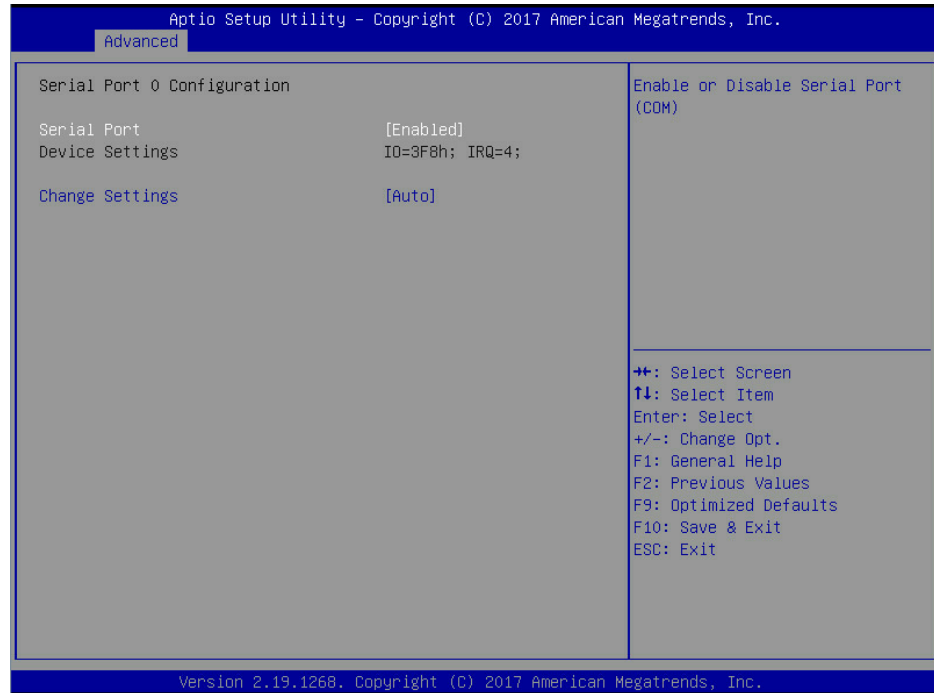 Aptio Setup Utility – Copyright (C) 2017 American Megatrends, Inc.
Advanced
Serial Port 0 Configuration
Serial Port [Enabled]
Device Settings IO=3F8h; IRQ=4;
Change Settings [Auto]
Enable or Disable Serial Port
(COM)
→←: Select Screen
↑↓: Select Item
Enter: Select
+/-: Change Opt.
F1: General Help
F2: Previous Values
F9: Optimized Defaults
F10: Save & Exit
ESC: Exit
Version 2.19.1268. Copyright (C) 2017 American Megatrends, Inc.